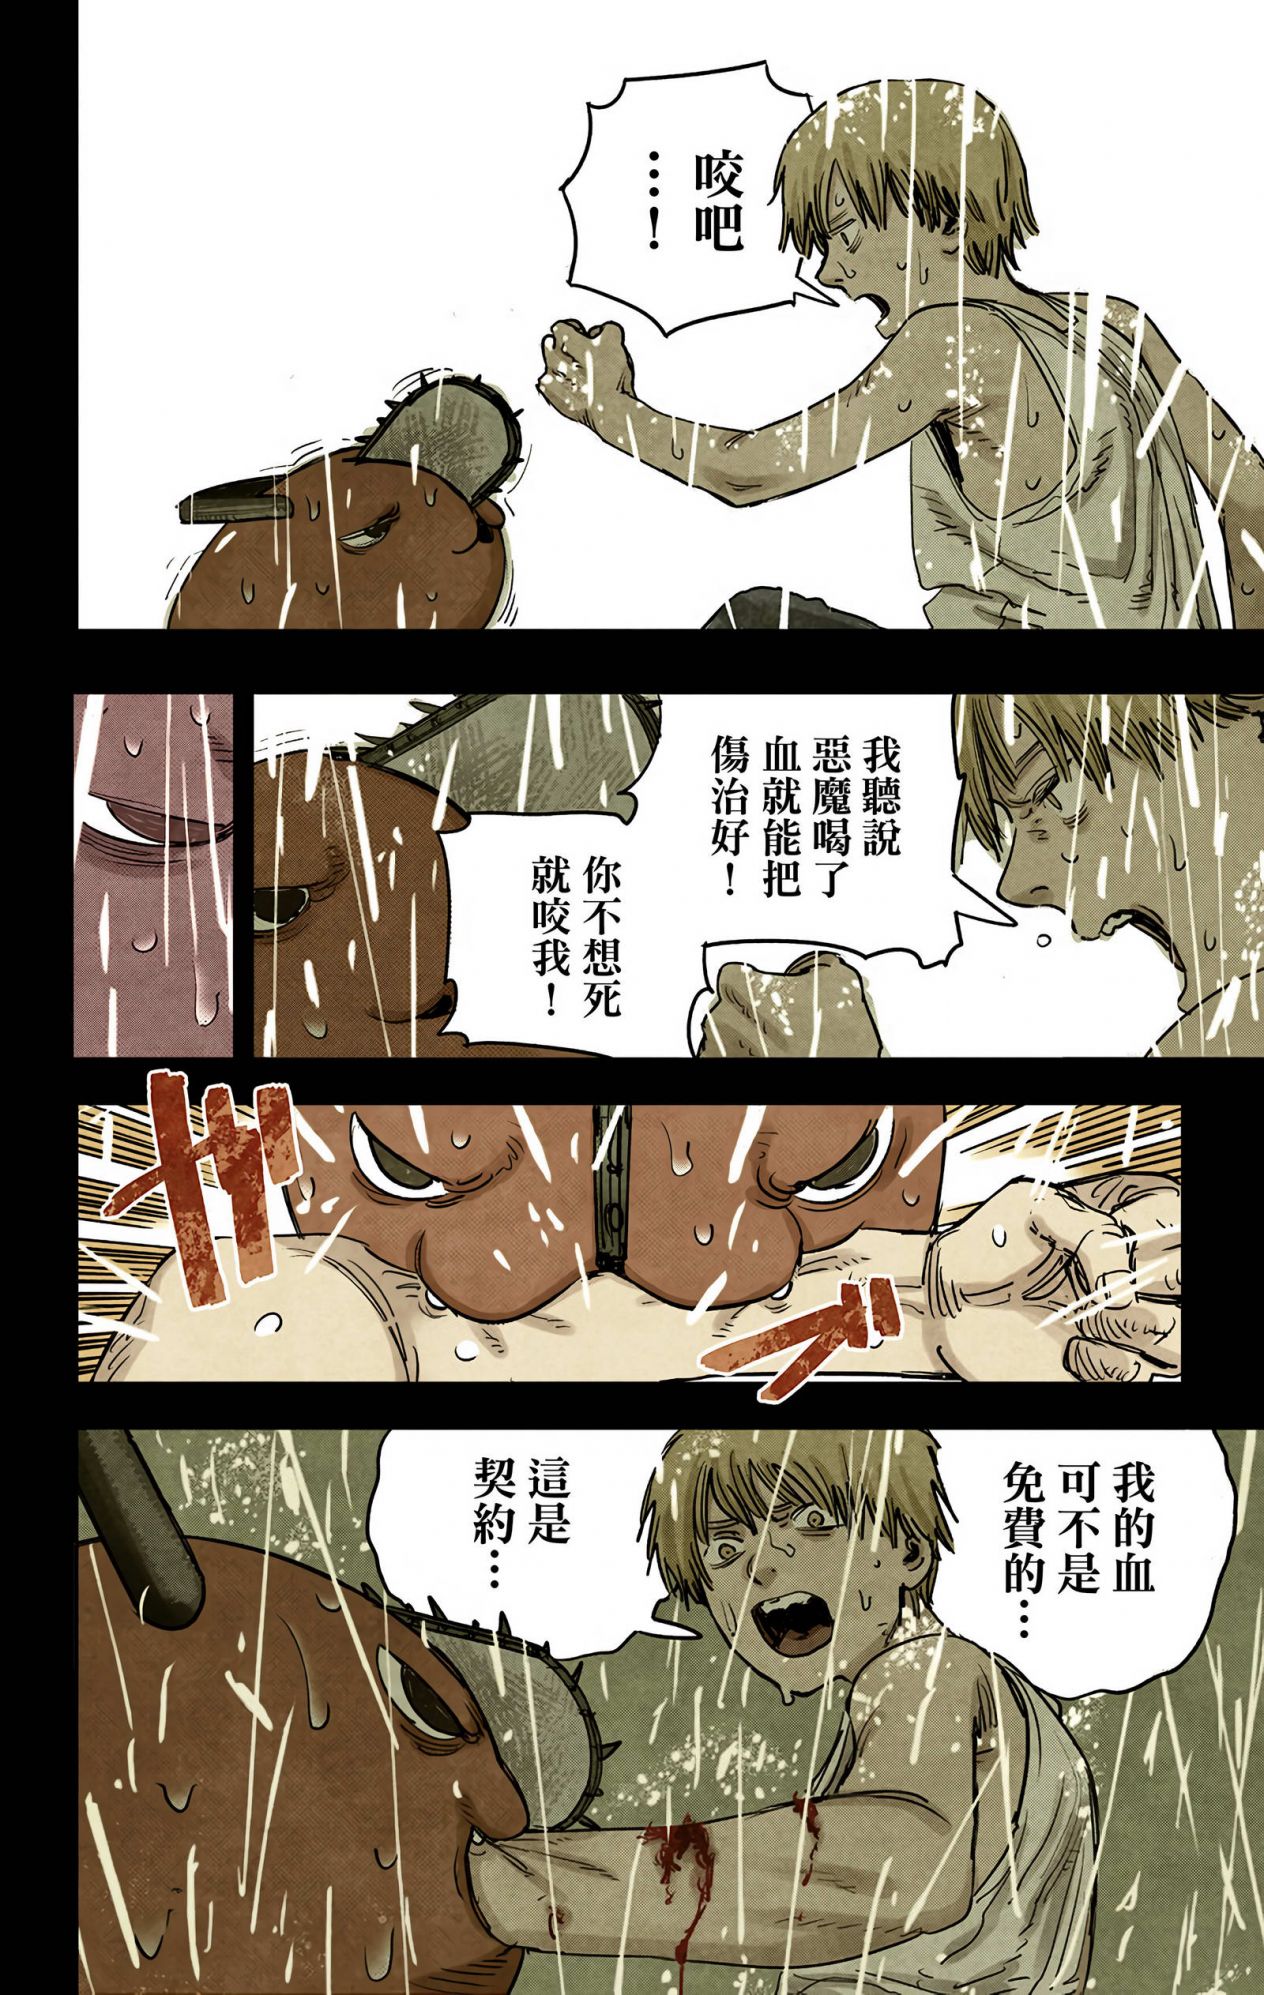 咬吧
…！
我聽說
惡魔喝了
血就能把
傷治好！
你不想死
就咬我！
ガブッ
我的血
可不是
免費的…
這是
契約…